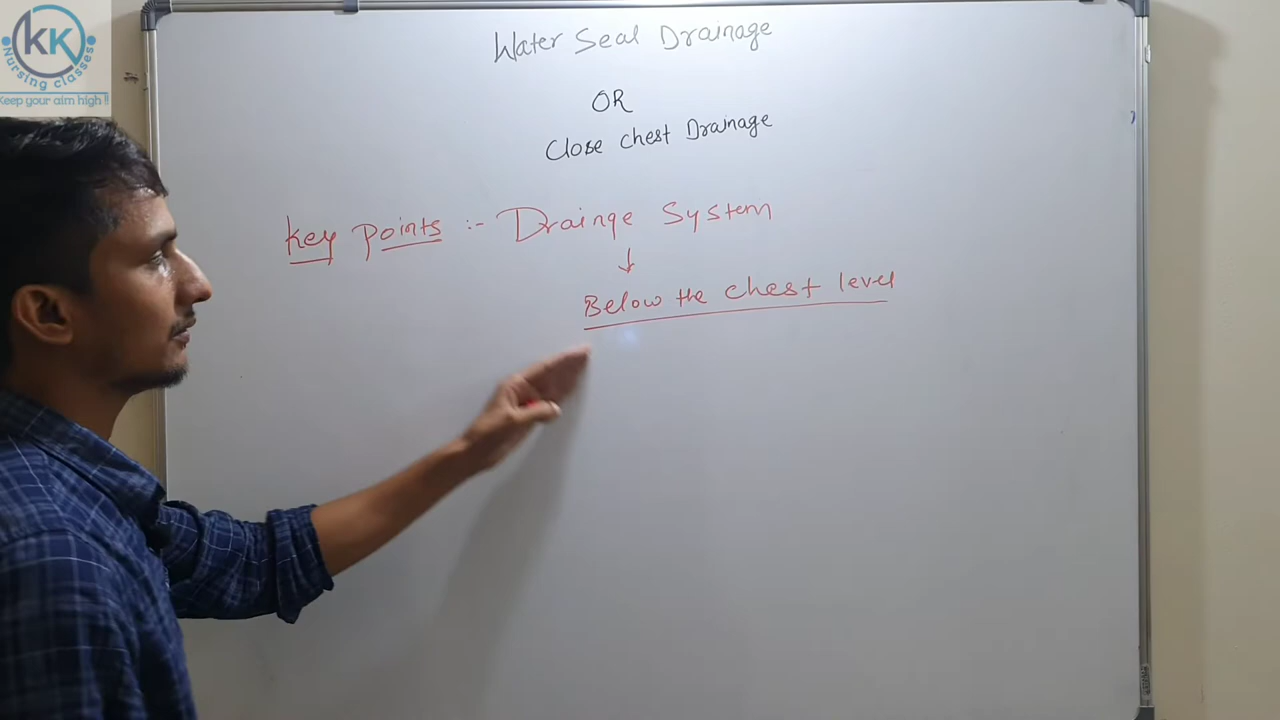 KK
Nursing classes
Keep your aim high !!
Water Seal Drainage
OR
Close Chest Drainage
Key Points :- Drainge System
↓
Below the chest level